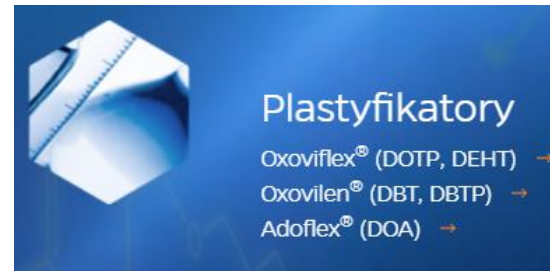 Plastyfikatory
Oxoviflex® (DOTP, DEHT) →
Oxovilen® (DBT, DBTP) →
Adoflex® (DOA) →